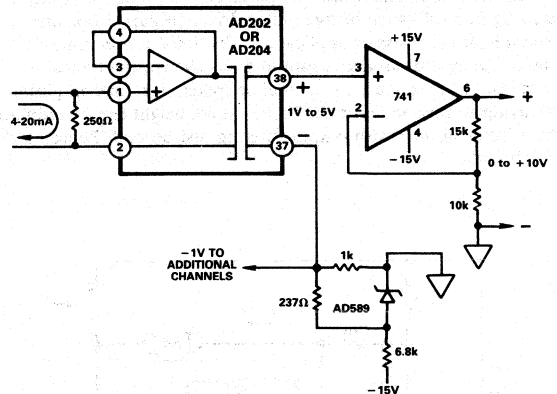 4
3
1
2
AD202
OR
AD204
38
37
4-20mA
250Ω
+
1V to 5V
−
−
+
+15V
7
3
+
2
−
741
6
4
−15V
+
15k
0 to +10V
10k
−
−1V TO
ADDITIONAL
CHANNELS
1k
237Ω
AD589
6.8k
−15V